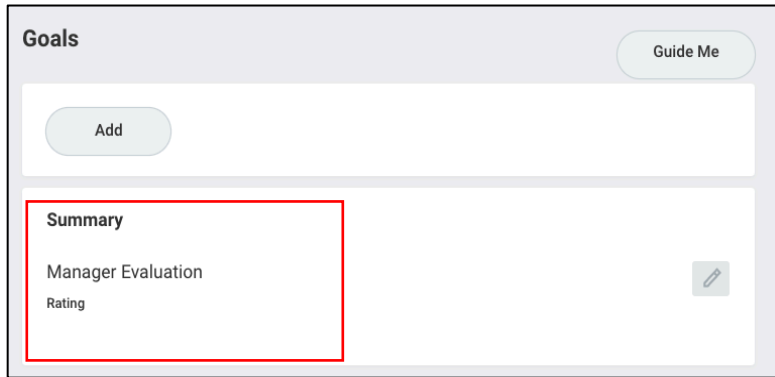 Goals
Guide Me
Add
Summary
Manager Evaluation
Rating